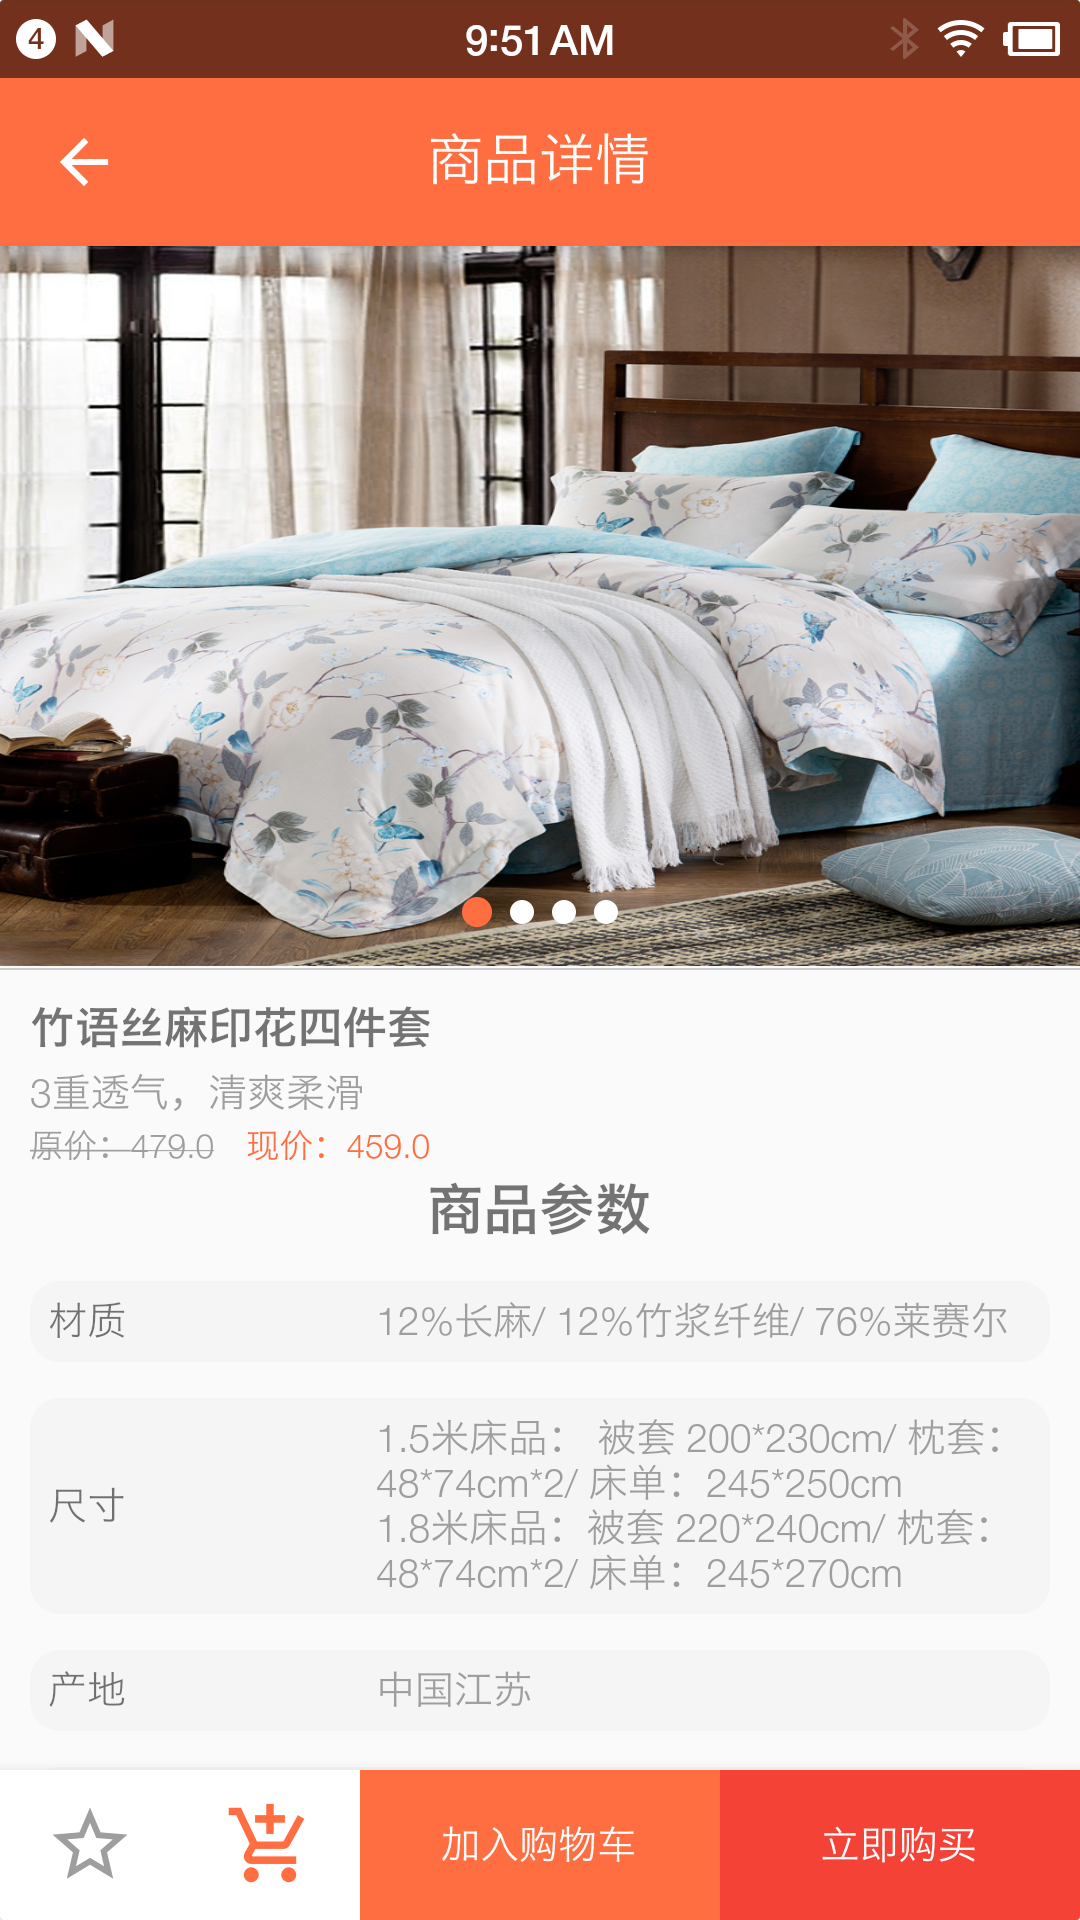 4
9:51 AM
商品详情
竹语丝麻印花四件套
3重透气，清爽柔滑
原价：479.0 现价：459.0
商品参数
材质 12%长麻/ 12%竹浆纤维/ 76%莱赛尔
尺寸
1.5米床品： 被套 200*230cm/ 枕套：
48*74cm*2/ 床单：245*250cm
1.8米床品：被套 220*240cm/ 枕套：
48*74cm*2/ 床单：245*270cm
产地 中国江苏
加入购物车 立即购买